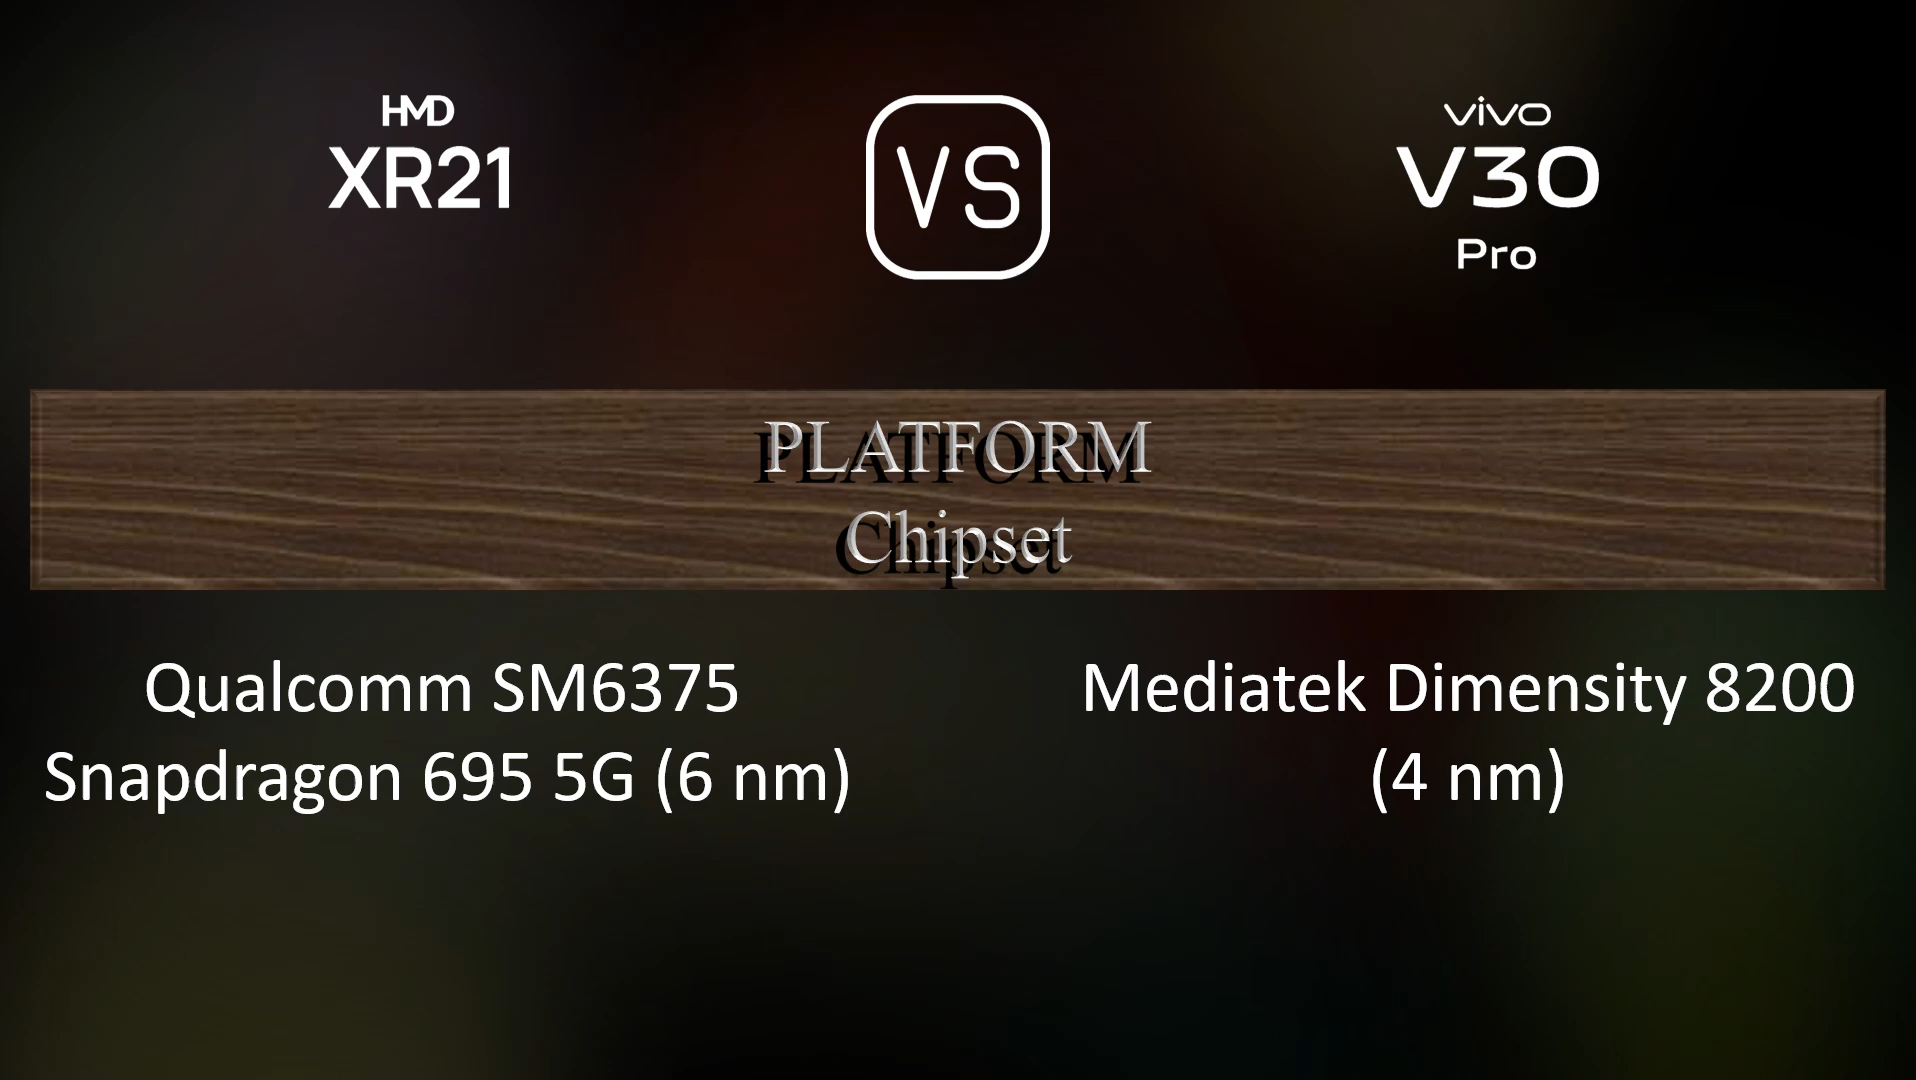 HMD
XR21
VS
vivo
V30
Pro
PLATFORM
Chipset
Qualcomm SM6375
Snapdragon 695 5G (6 nm)
Mediatek Dimensity 8200
(4 nm)